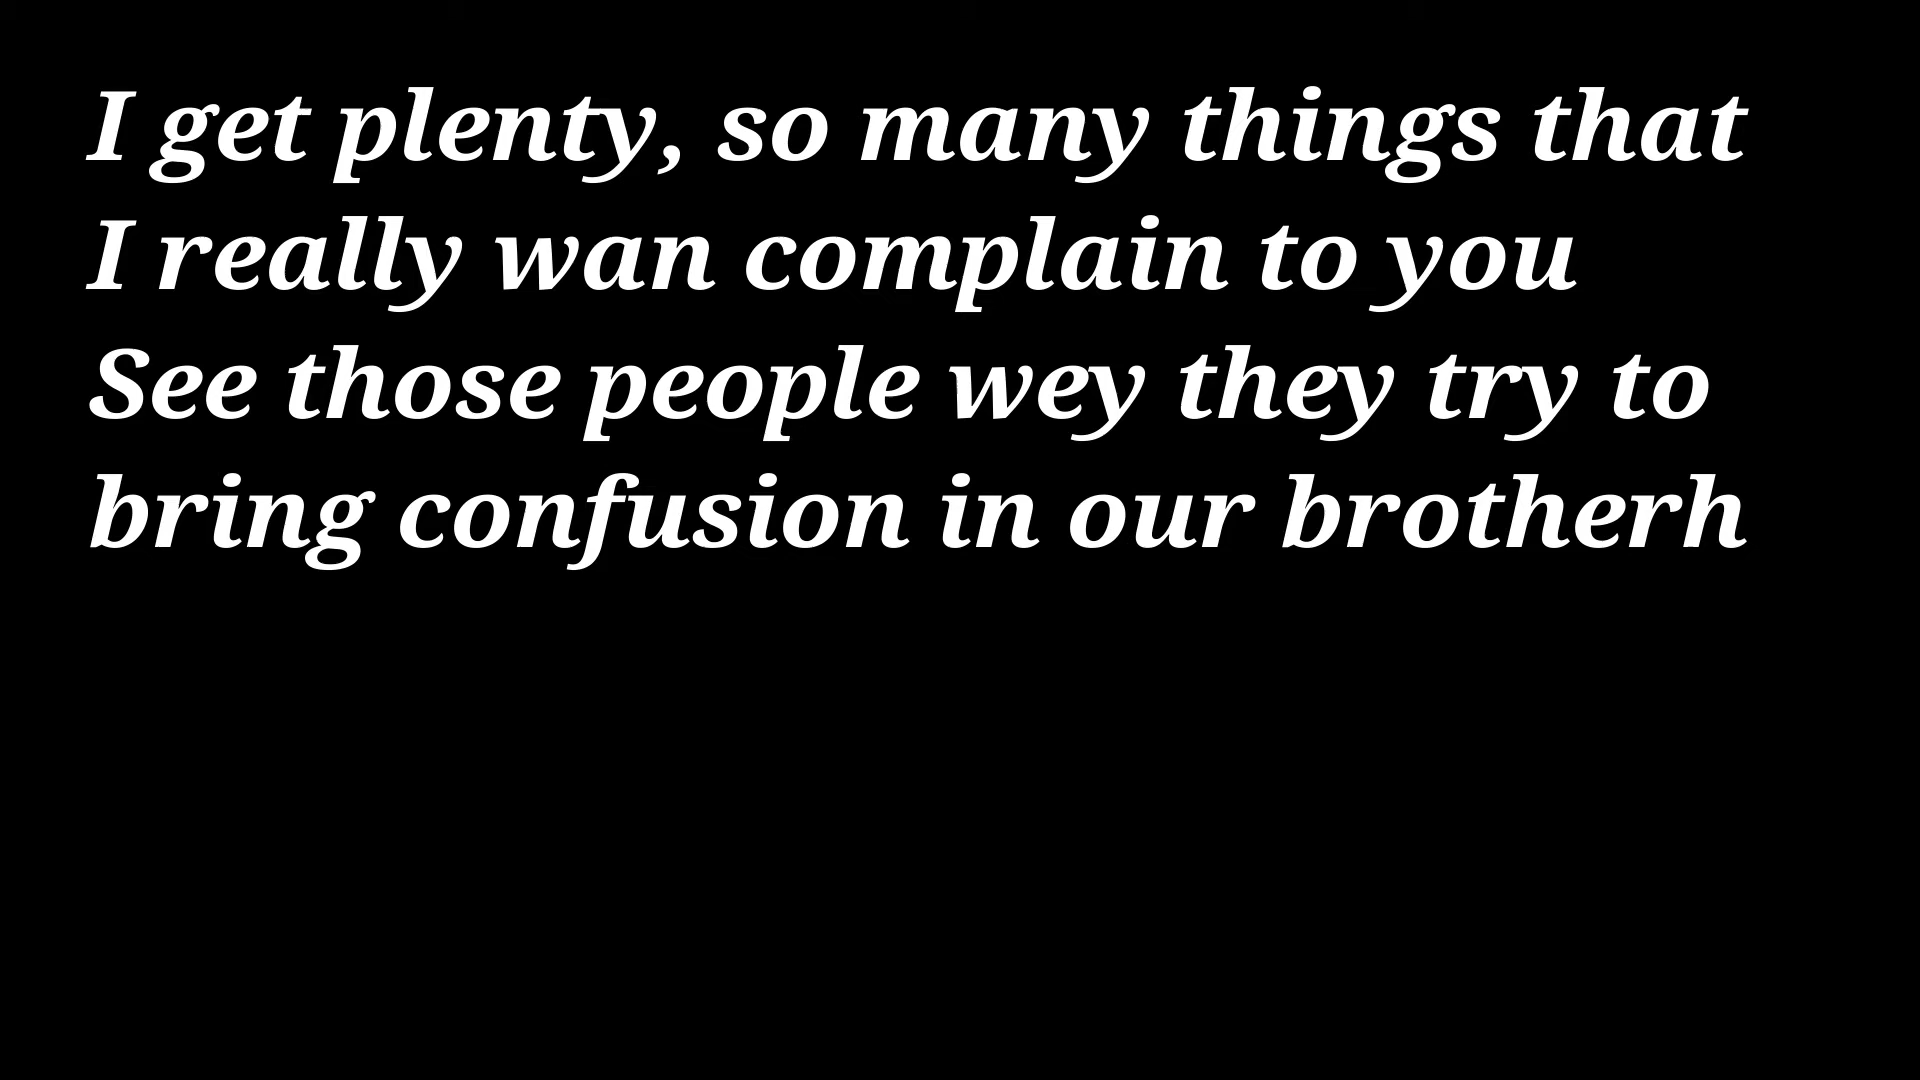 I get plenty, so many things that
I really wan complain to you
See those people wey they try to
bring confusion in our brotherh